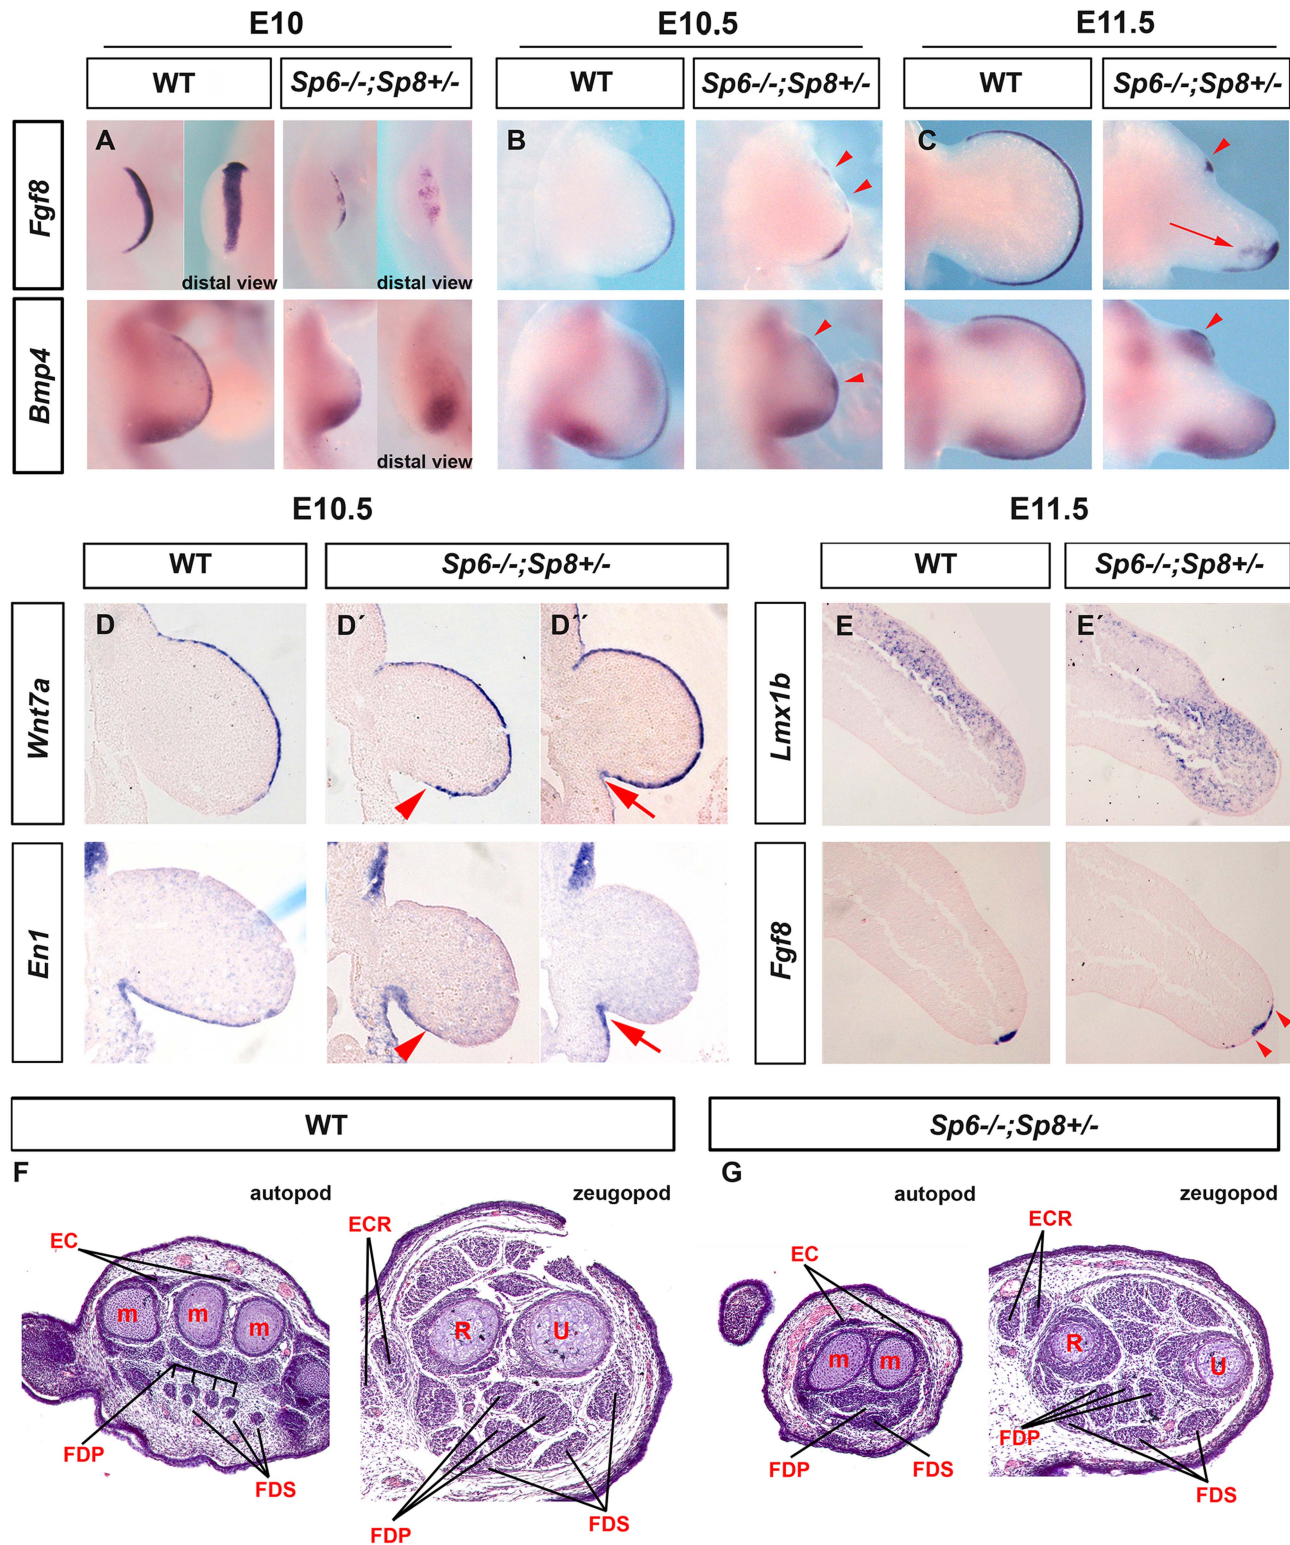 E10 E10.5 E11.5
WT Sp6-/-;Sp8+/- WT Sp6-/-;Sp8+/- WT Sp6-/-;Sp8+/-
Fgf8
A B C
distal view distal view
Bmp4
distal view
E10.5 E11.5
WT Sp6-/-;Sp8+/- WT Sp6-/-;Sp8+/-
Wnt7a
D D´ D´´
Lmx1b
E E´
En1
Fgf8
WT Sp6-/-;Sp8+/-
F
autopod zeugopod
EC
ECR
m m m
R U
FDP
FDS
FDP
FDS
G
autopod zeugopod
EC
ECR
m m
R U
FDP
FDS
FDP
FDS